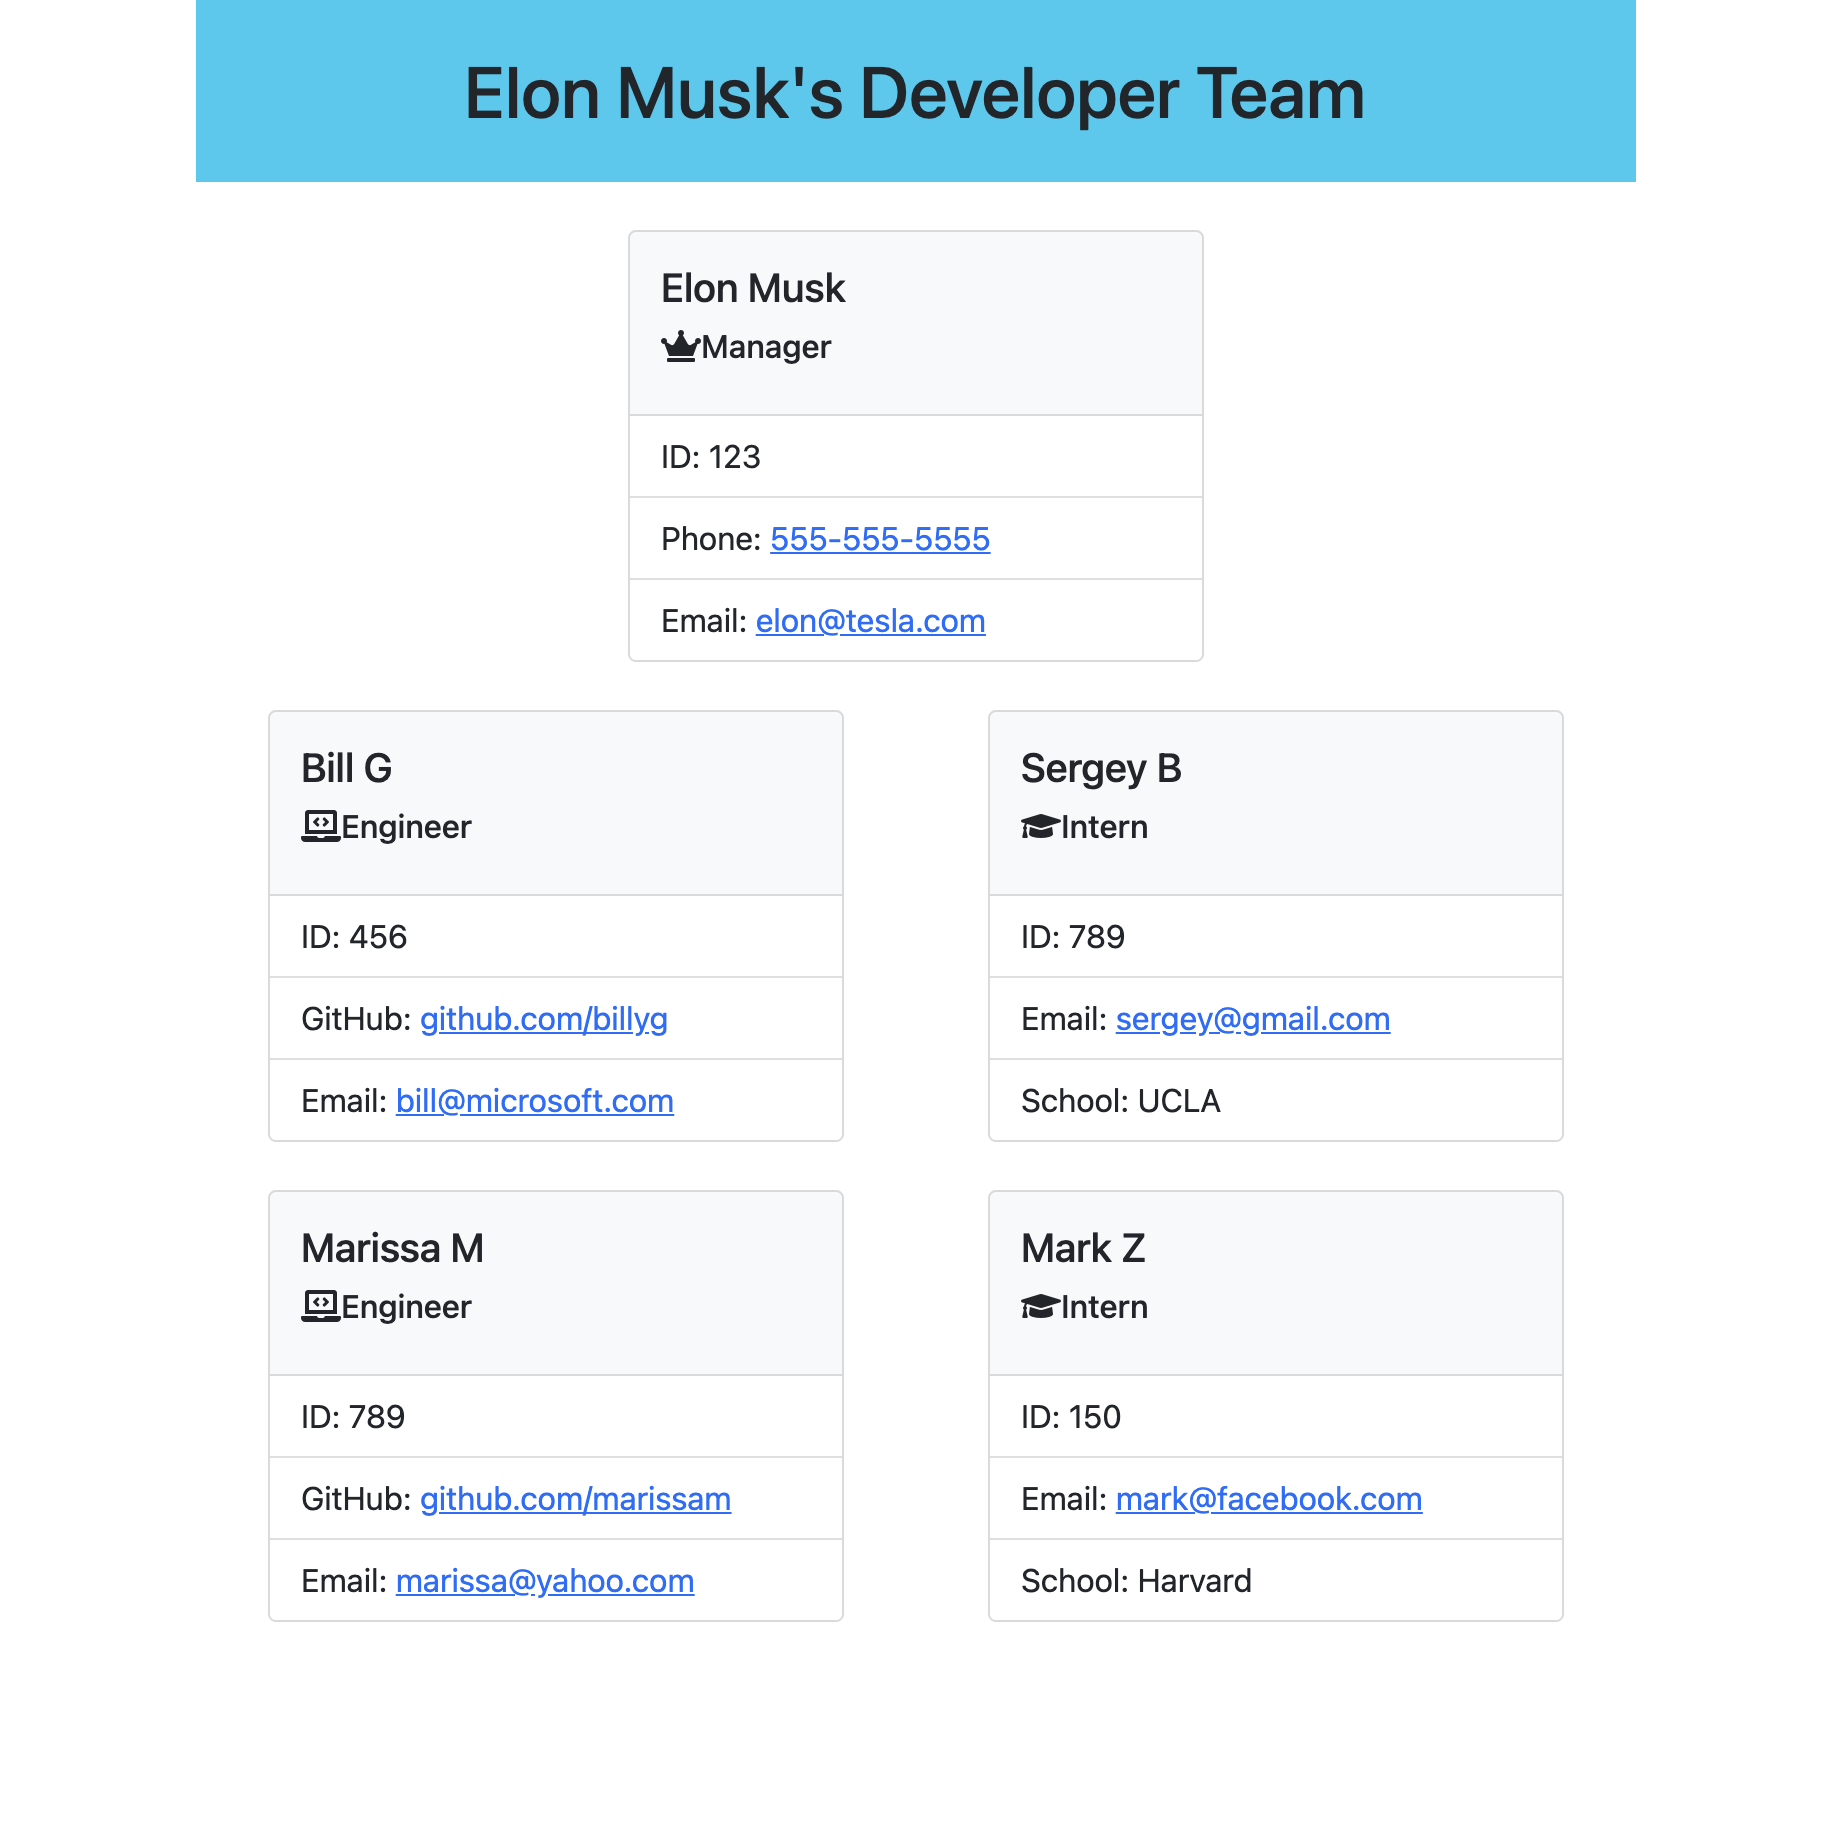 Elon Musk's Developer Team
Elon Musk
Manager
ID: 123
Phone: 555-555-5555
Email: elon@tesla.com
Bill G
Engineer
ID: 456
GitHub: github.com/billyg
Email: bill@microsoft.com
Sergey B
Intern
ID: 789
Email: sergey@gmail.com
School: UCLA
Marissa M
Engineer
ID: 789
GitHub: github.com/marissam
Email: marissa@yahoo.com
Mark Z
Intern
ID: 150
Email: mark@facebook.com
School: Harvard